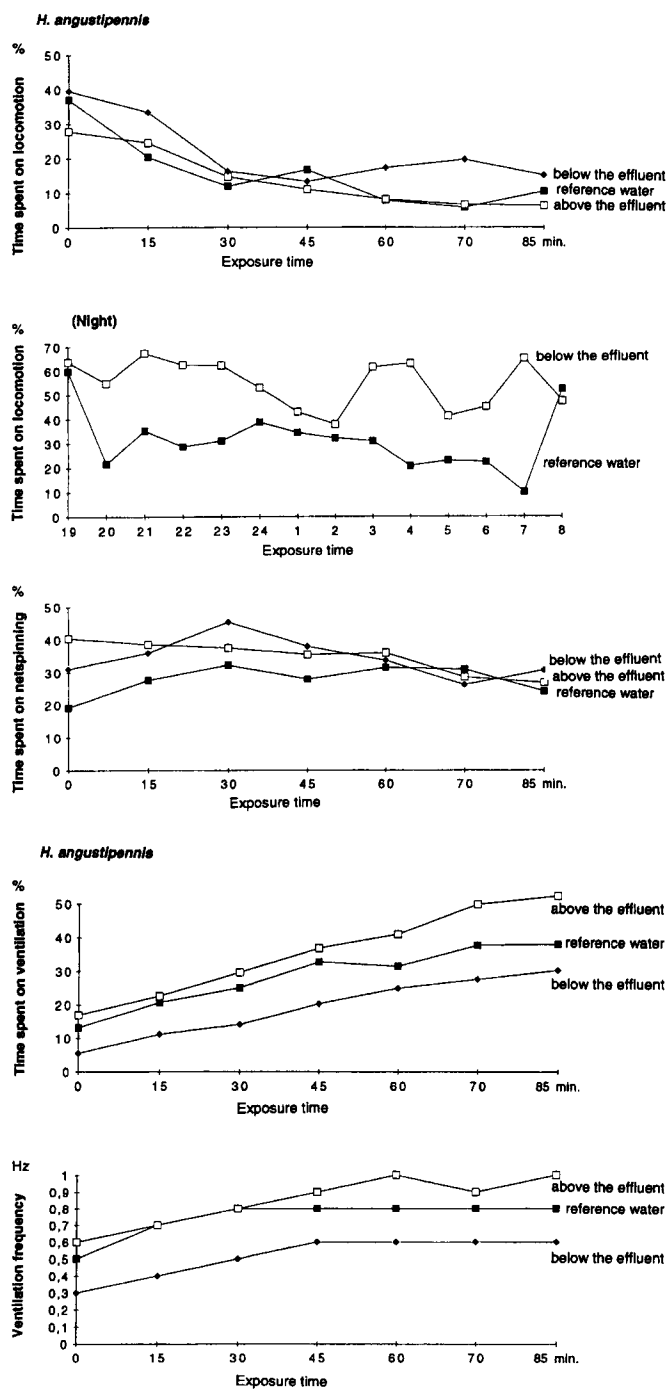 H. angustipennis
%
Time spent on locomotion
50
40
30
20
10
0
below the effluent
reference water
above the effluent
0 15 30 45 60 70 85 min.
Exposure time
(Night)
%
Time spent on locomotion
70
60
50
40
30
20
10
0
below the effluent
reference water
19 20 21 22 23 24 1 2 3 4 5 6 7 8
Exposure time
%
Time spent on netspinning
50
40
30
20
10
0
below the effluent
above the effluent
reference water
0 15 30 45 60 70 85 min.
Exposure time
H. angustipennis
%
Time spent on ventilation
50
40
30
20
10
0
above the effluent
reference water
below the effluent
0 15 30 45 60 70 85 min.
Exposure time
Hz
Ventilation frequency
1
0,9
0,8
0,7
0,6
0,5
0,4
0,3
0,2
0,1
0
above the effluent
reference water
below the effluent
0 15 30 45 60 70 85 min.
Exposure time